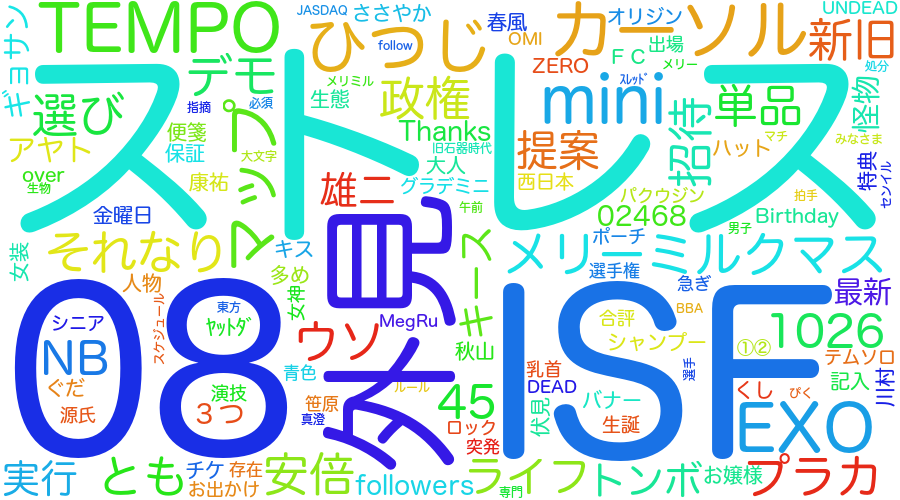 ギョサン
TEMPO
JASDAQ
ささやか
春風
オリジン
カーソル
UNDEAD
ひつじ
follow
OMI
FC
出場
新旧
処分
デモ
メリミル
ZERO
スレッド
メリー
ストレス
選び
指摘
必須
プ
生態
政権
mini
単品
怪物
便箋
Thanks
招待
マチ
みなさま
アヤト
保証
大文字
旧石器時代
提案
ハット
over
生物
康祐
大人
グラデミニ
西日本
特典
センイル
マップ
雄二
午前
パクウジン
拍手
金曜日
02468
Birthday
男子
それなり
キス
見
メリーミルクマス
ポーチ
女装
人物
多め
女神
キース
選手権
急ぎ
最新
08
ISF
外
東方
シニア
ヤットダ
ウソ
MegRu
合評
BBA
1026
スケジュール
NB
秋山
シャンプー
①②
テムソロ
ぐだ
青色
ルール
乳首
選手
記入
川村
演技
DEAD
源氏
3つ
笹原
真澄
45
バナー
くし
ぴく
伏見
ロック
生誕
EXO
突発
実行
とも
チケ
存在
安倍
followers
ライフ
トンボ
お嬢様
プラカ
お出かけ
専門